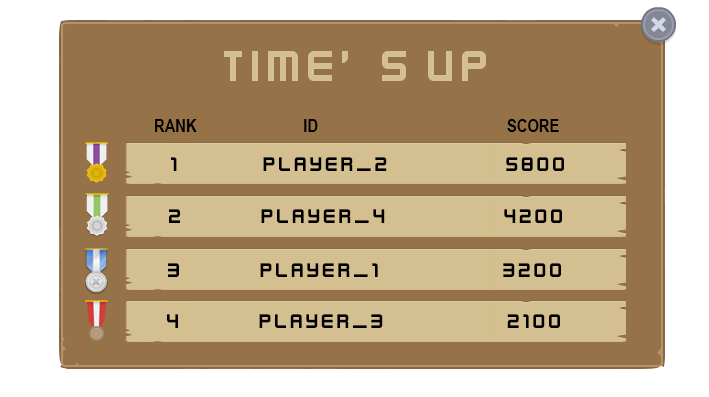 TIME' S UP
RANK ID SCORE
1 PLAYER_2 5800
2 PLAYER_4 4200
3 PLAYER_1 3200
4 PLAYER_3 2100